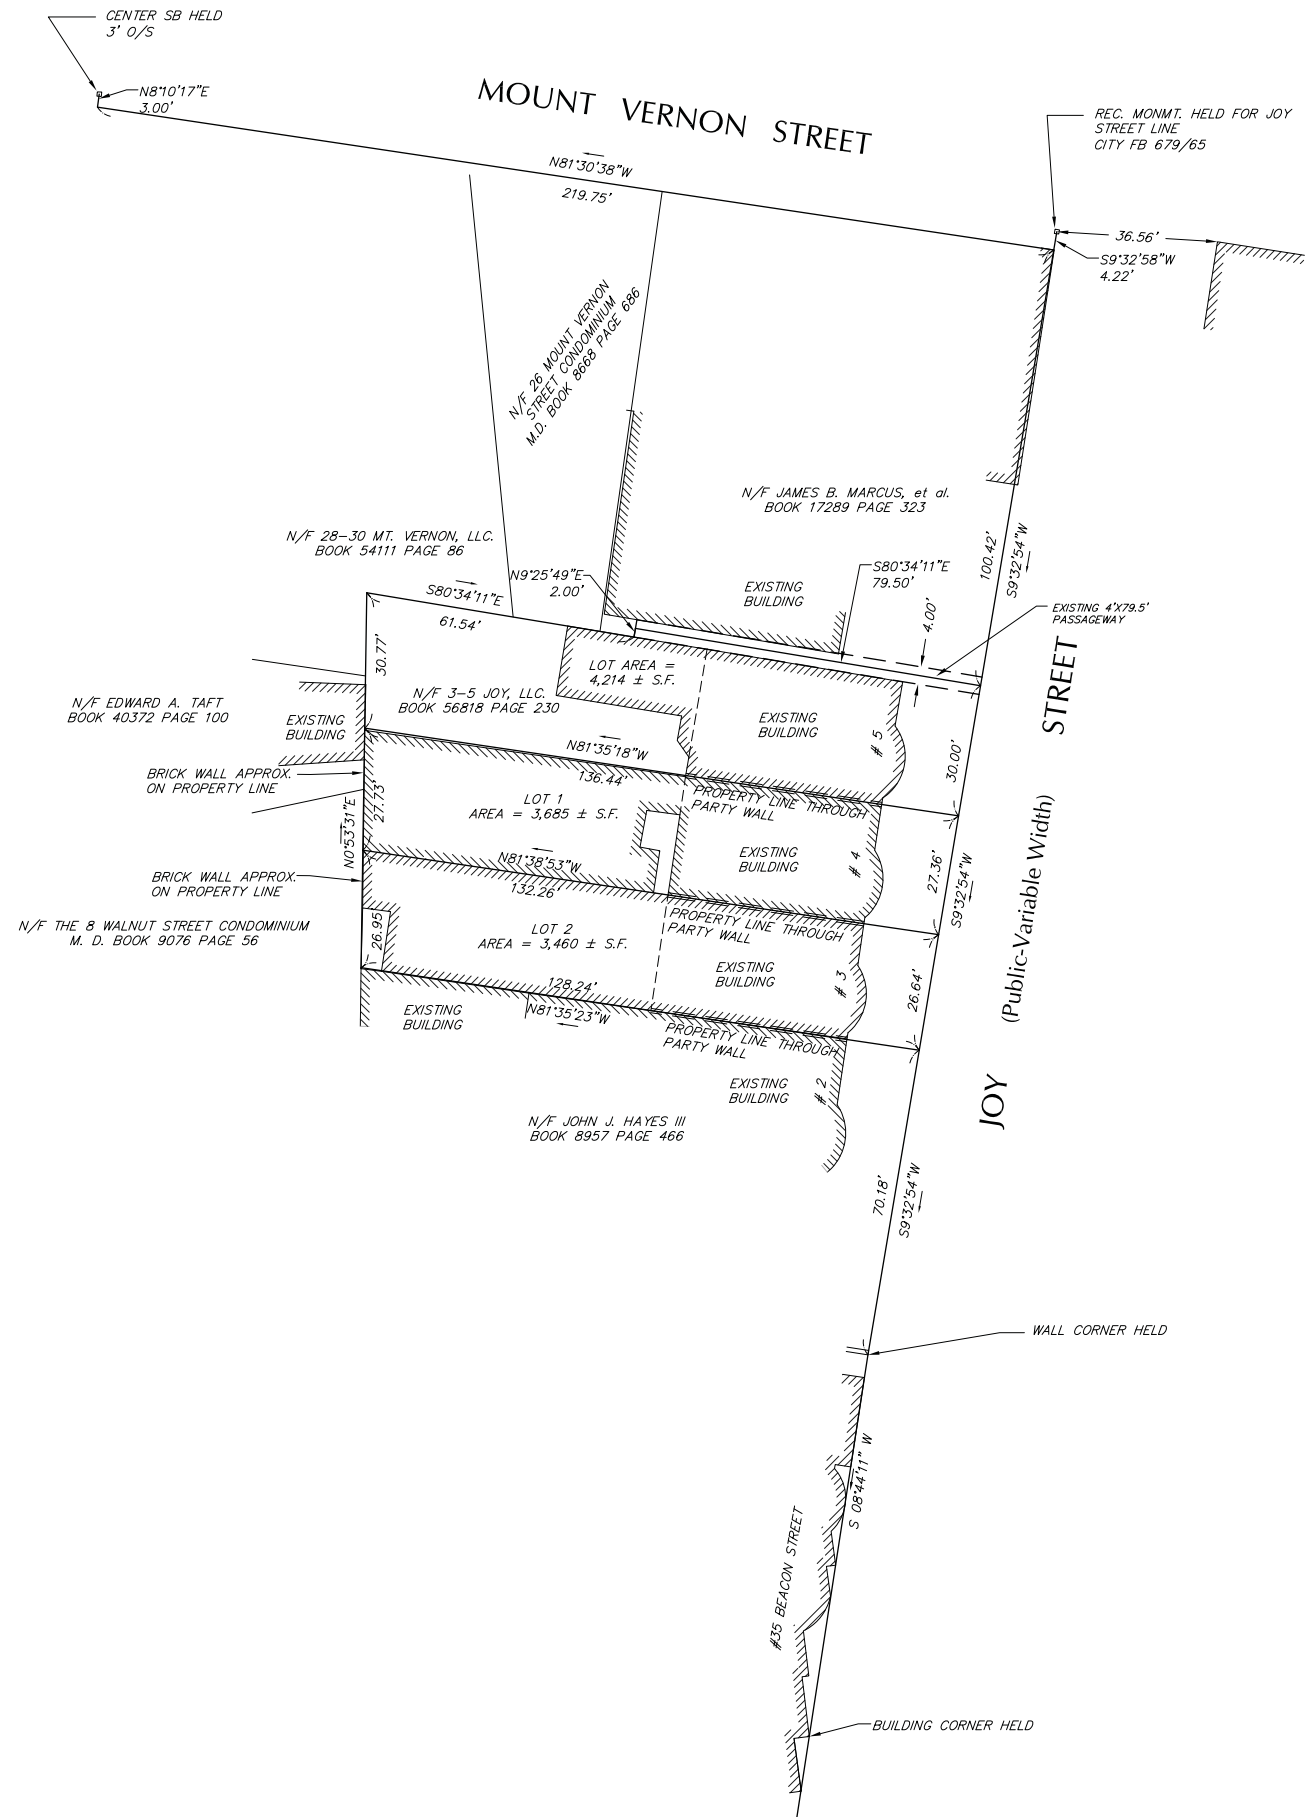 CENTER SB HELD
3' O/S
N8°10'17"E
3.00'
MOUNT VERNON STREET
N81°30'38"W
219.75'
REC. MONMT. HELD FOR JOY
STREET LINE
CITY FB 679/65
36.56'
S9°32'58"W
4.22'
N/F 26 MOUNT VERNON
STREET CONDOMINIUM
M.D. BOOK 8668 PAGE 686
N/F JAMES B. MARCUS, et al.
BOOK 17289 PAGE 323
N/F 28-30 MT. VERNON, LLC.
BOOK 54111 PAGE 86
100.42'
S9°32'54"W
S80°34'11"E
61.54'
N9°25'49"E
2.00'
EXISTING
BUILDING
S80°34'11"E
79.50'
4.00'
EXISTING 4'X79.5'
PASSAGEWAY
30.77'
LOT AREA =
4,214 ± S.F.
N/F 3-5 JOY, LLC.
BOOK 56818 PAGE 230
N/F EDWARD A. TAFT
BOOK 40372 PAGE 100
EXISTING
BUILDING
EXISTING
BUILDING
# 5
30.00'
JOY STREET
(Public-Variable Width)
N81°35'18"W
136.44'
BRICK WALL APPROX.
ON PROPERTY LINE
27.73'
N0°53'31"E
LOT 1
AREA = 3,685 ± S.F.
PROPERTY LINE THROUGH
PARTY WALL
EXISTING
BUILDING
# 4
27.36'
S9°32'54"W
N81°38'53"W
132.26'
BRICK WALL APPROX.
ON PROPERTY LINE
N/F THE 8 WALNUT STREET CONDOMINIUM
M. D. BOOK 9076 PAGE 56
26.95
LOT 2
AREA = 3,460 ± S.F.
PROPERTY LINE THROUGH
PARTY WALL
EXISTING
BUILDING
# 3
26.64'
128.24'
N81°35'23"W
EXISTING
BUILDING
PROPERTY LINE THROUGH
PARTY WALL
EXISTING
BUILDING
# 2
N/F JOHN J. HAYES III
BOOK 8957 PAGE 466
70.18'
S9°32'54"W
WALL CORNER HELD
S 08°44'11" W
#35 BEACON STREET
BUILDING CORNER HELD